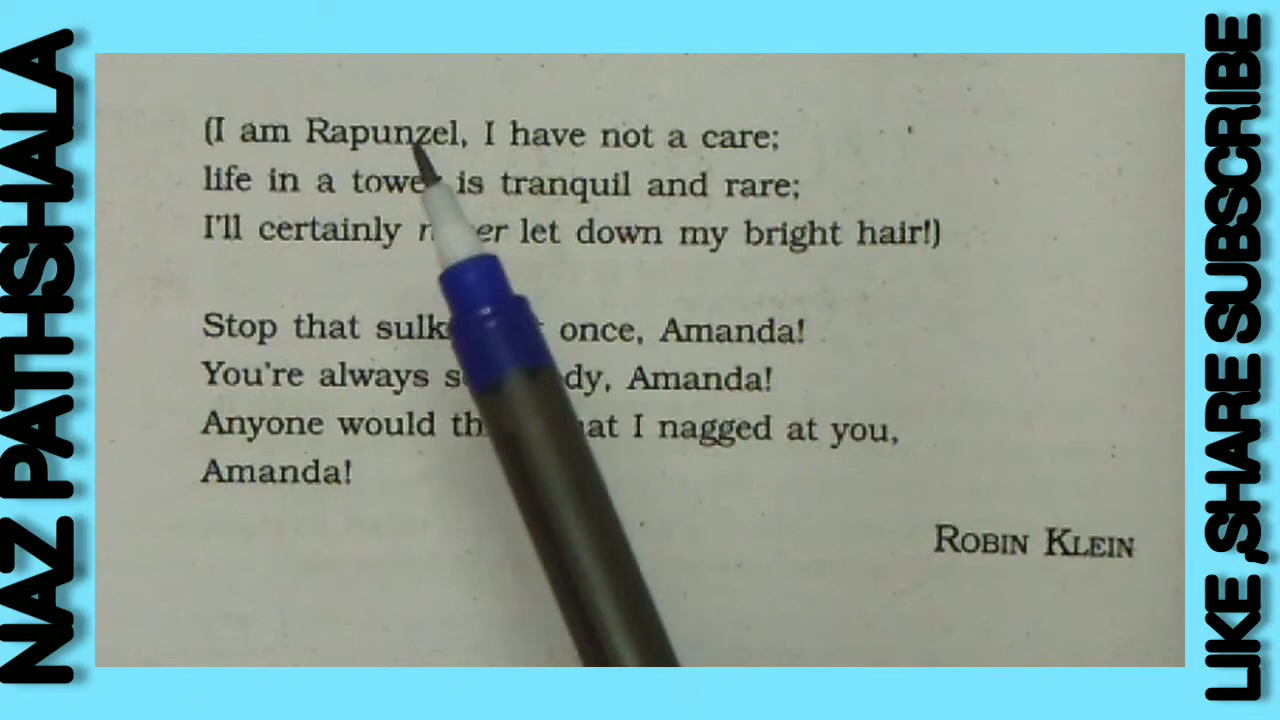 NAZ PATHSHALA
(I am Rapunzel, I have not a care;
life in a tower is tranquil and rare;
I'll certainly let down my bright hair!)
Stop that once, Amanda!
You're always Amanda!
Anyone would I nagged at you,
Amanda!
ROBIN KLEIN
LIKE ,SHARE SUBSCRIBE